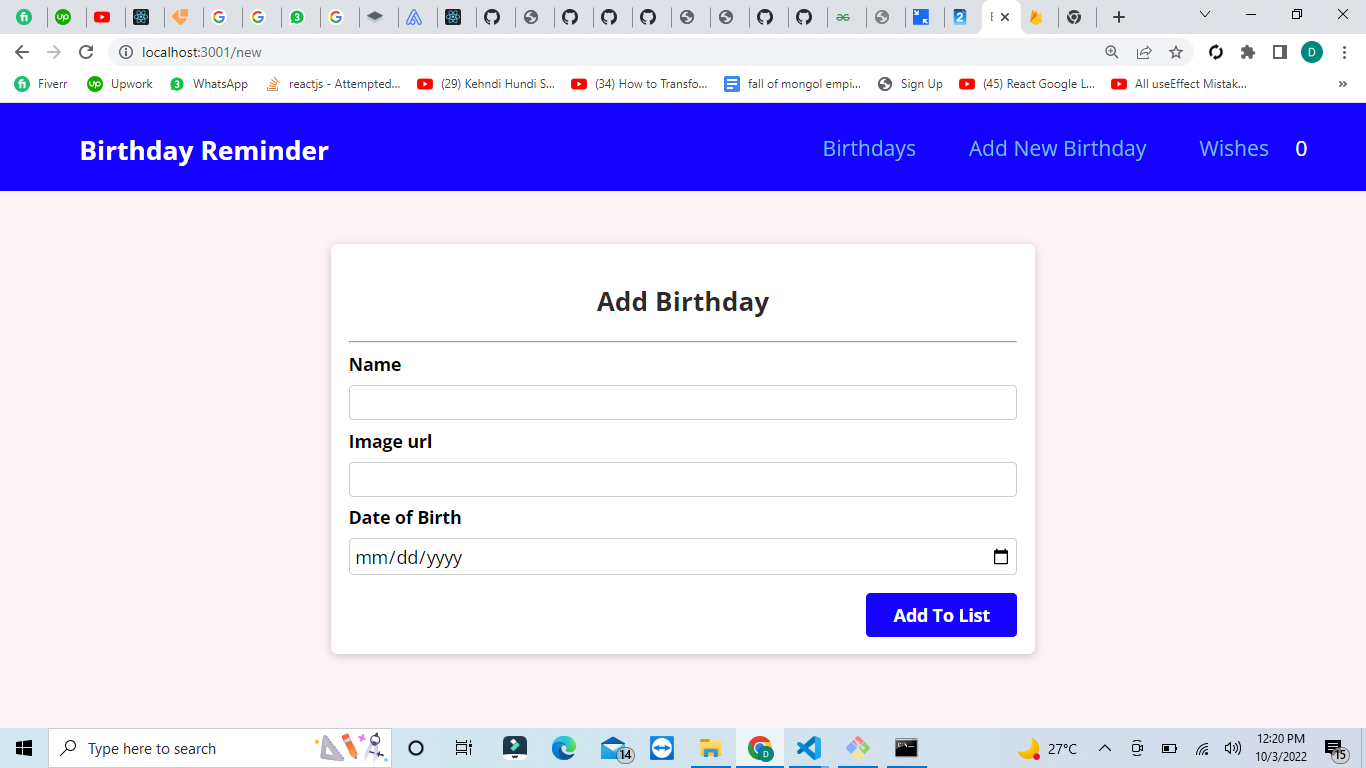 localhost:3001/new
D
Fiverr
Upwork
WhatsApp
reactjs - Attempted...
(29) Kehndi Hundi S...
(34) How to Transfo...
fall of mongol empi...
Sign Up
(45) React Google L...
All useEffect Mistak...
»
Birthday Reminder
Birthdays
Add New Birthday
Wishes
0
Add Birthday
Name
Image url
Date of Birth
mm/dd/yyyy
Add To List
Type here to search
14
27°C
12:20 PM
10/3/2022
15